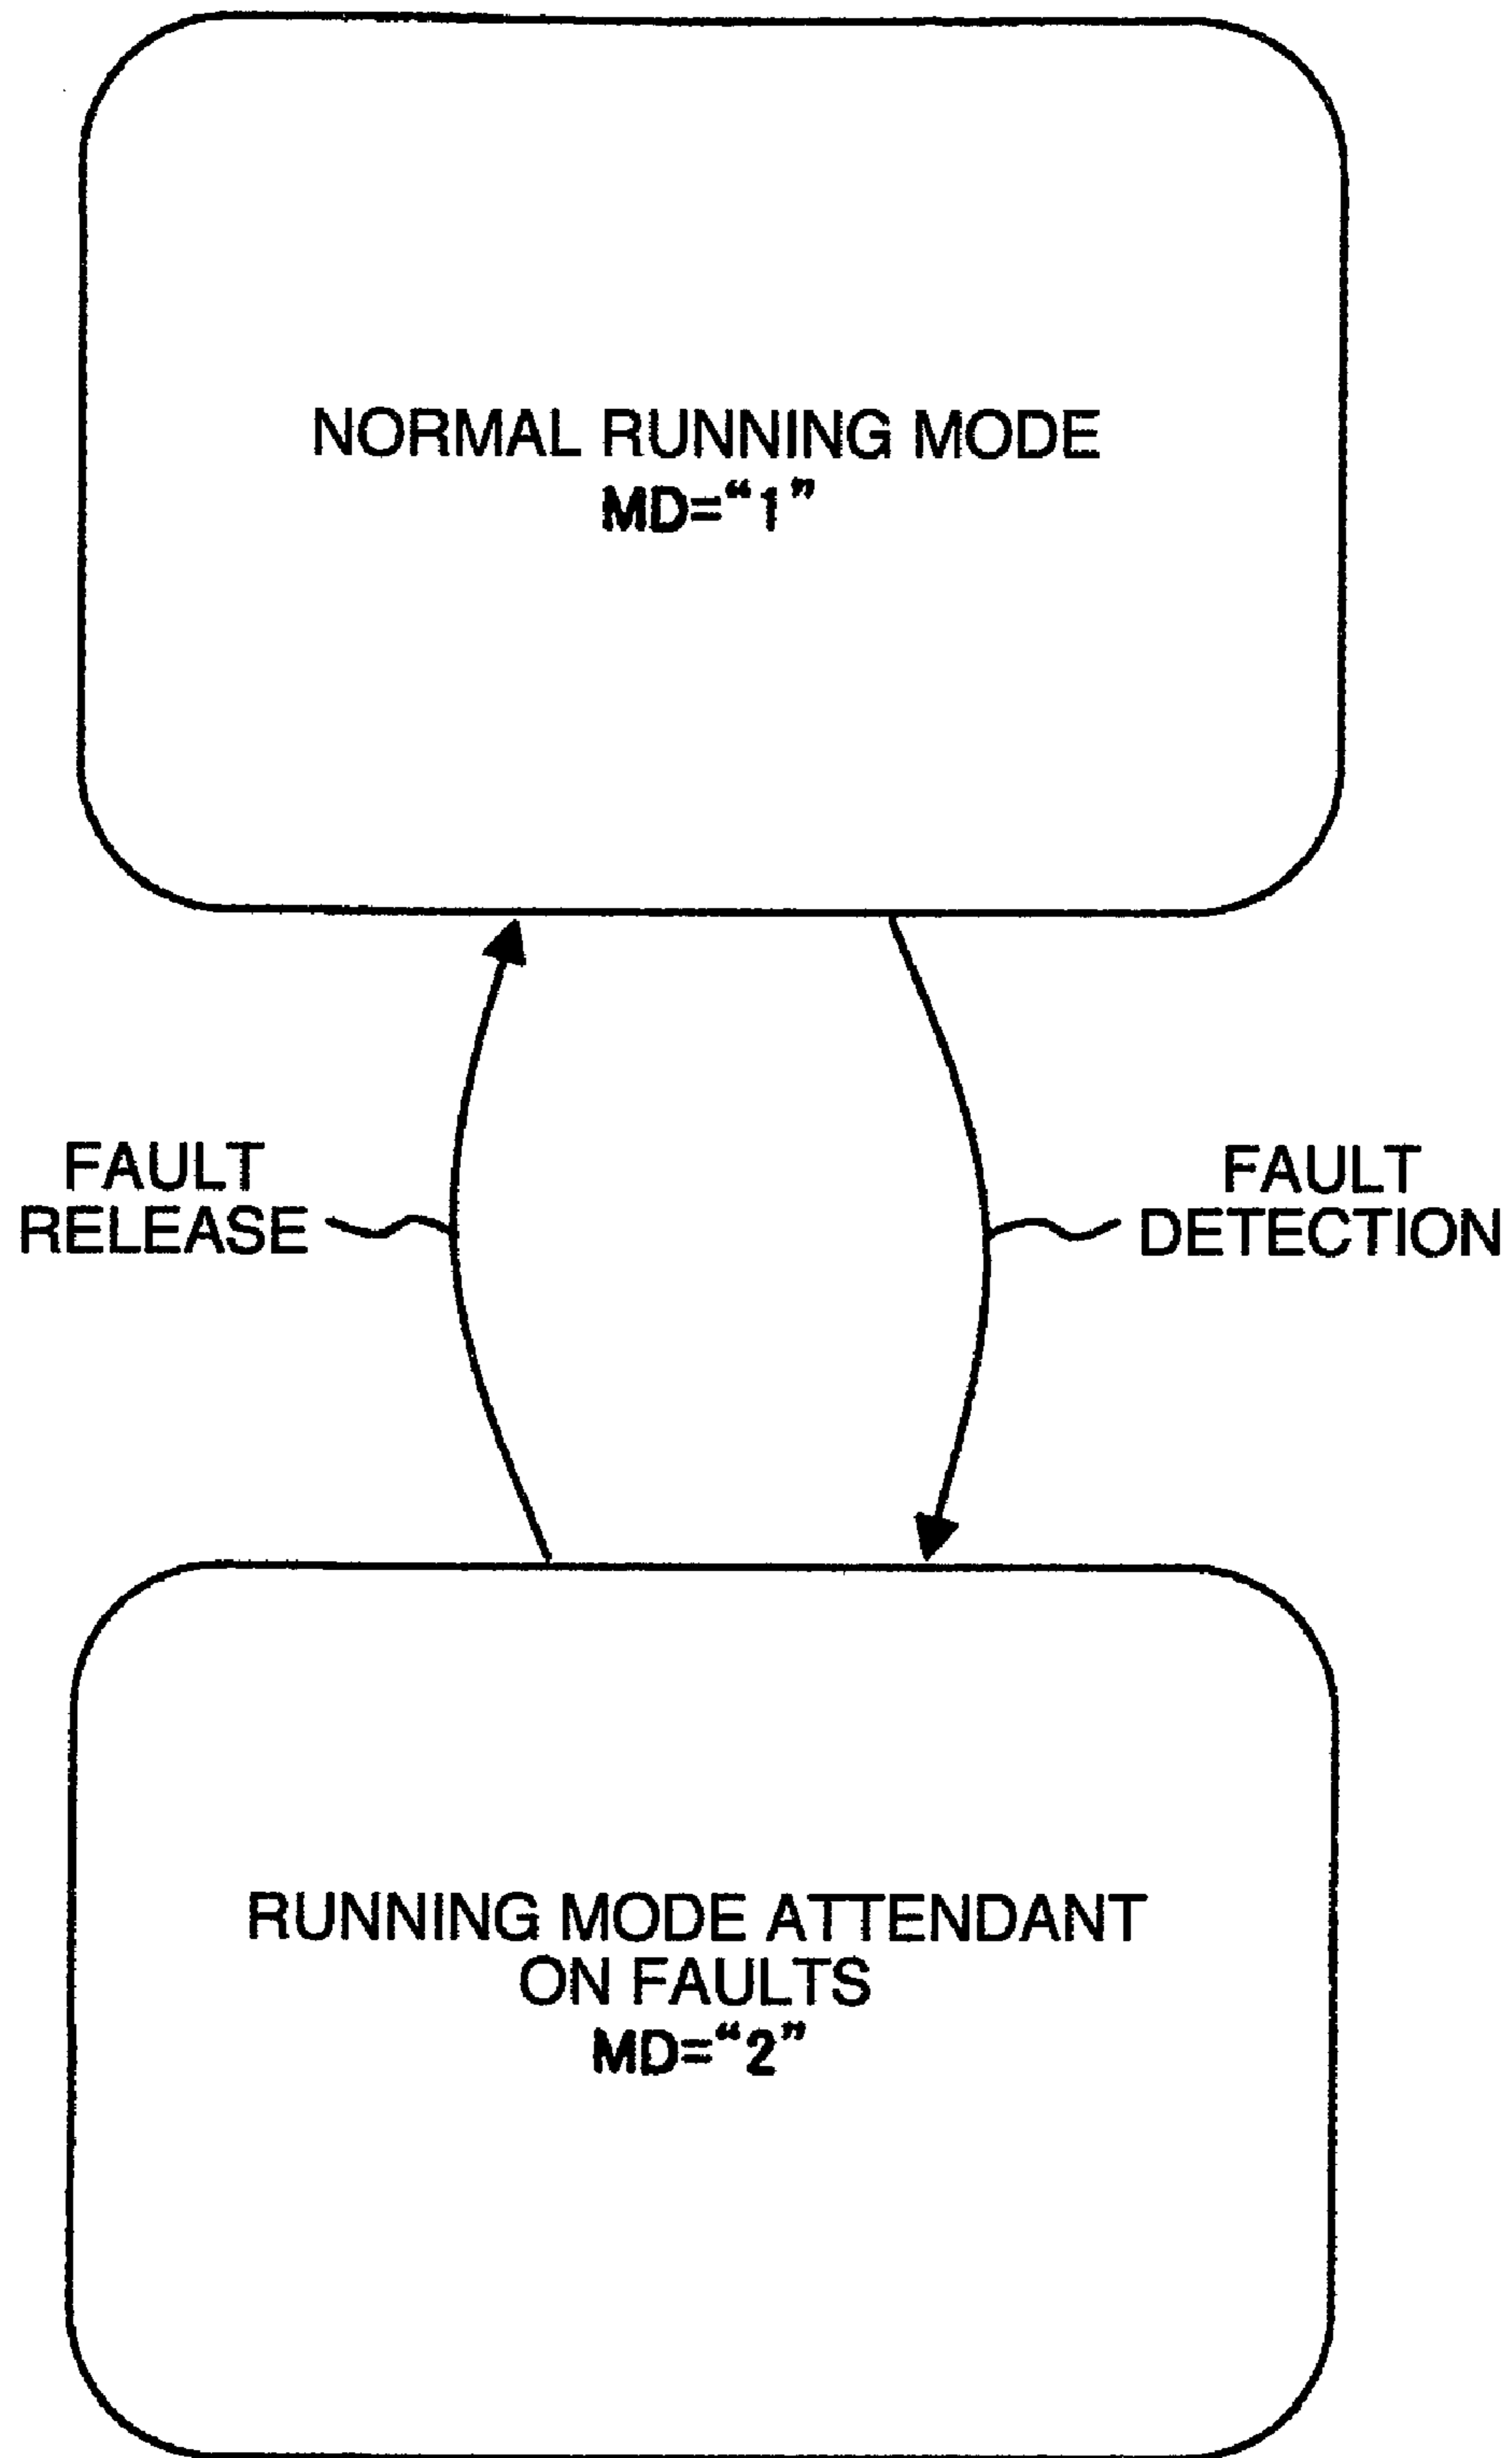 NORMAL RUNNING MODE
MD=“1”
FAULT
RELEASE
FAULT
DETECTION
RUNNING MODE ATTENDANT
ON FAULTS
MD=“2”